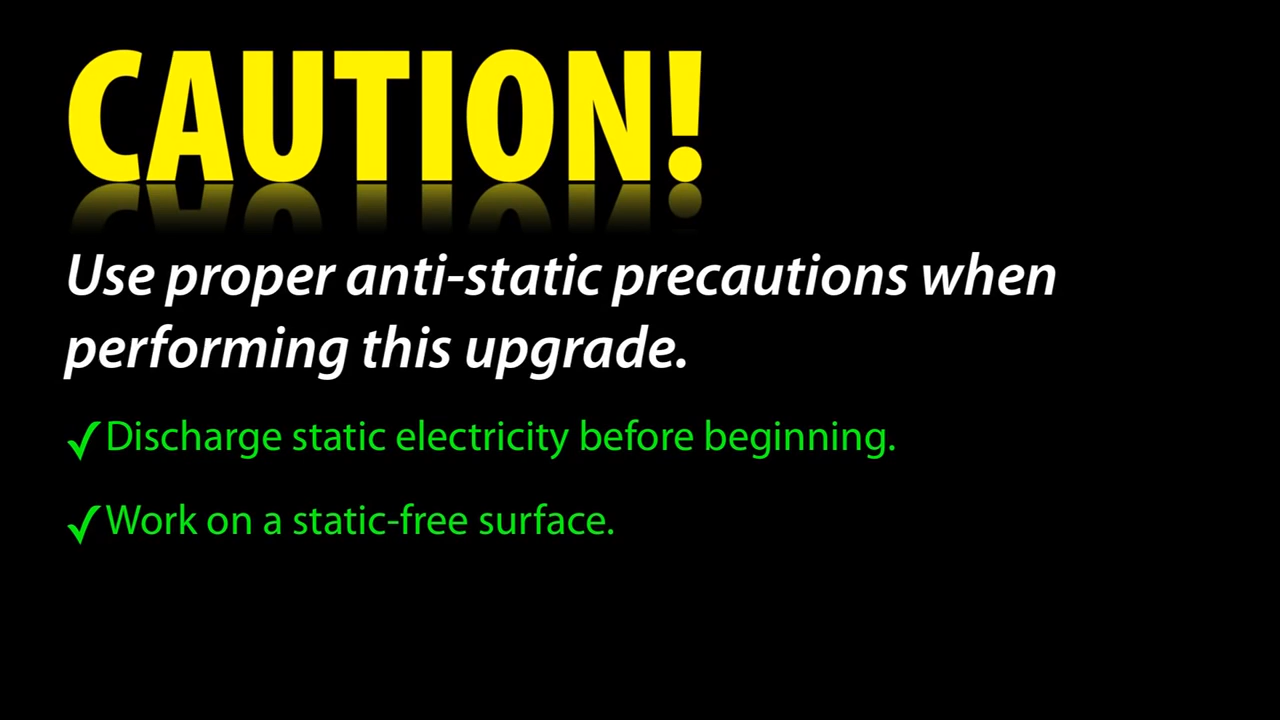 CAUTION!
Use proper anti-static precautions when
performing this upgrade.
✓Discharge static electricity before beginning.
✓Work on a static-free surface.